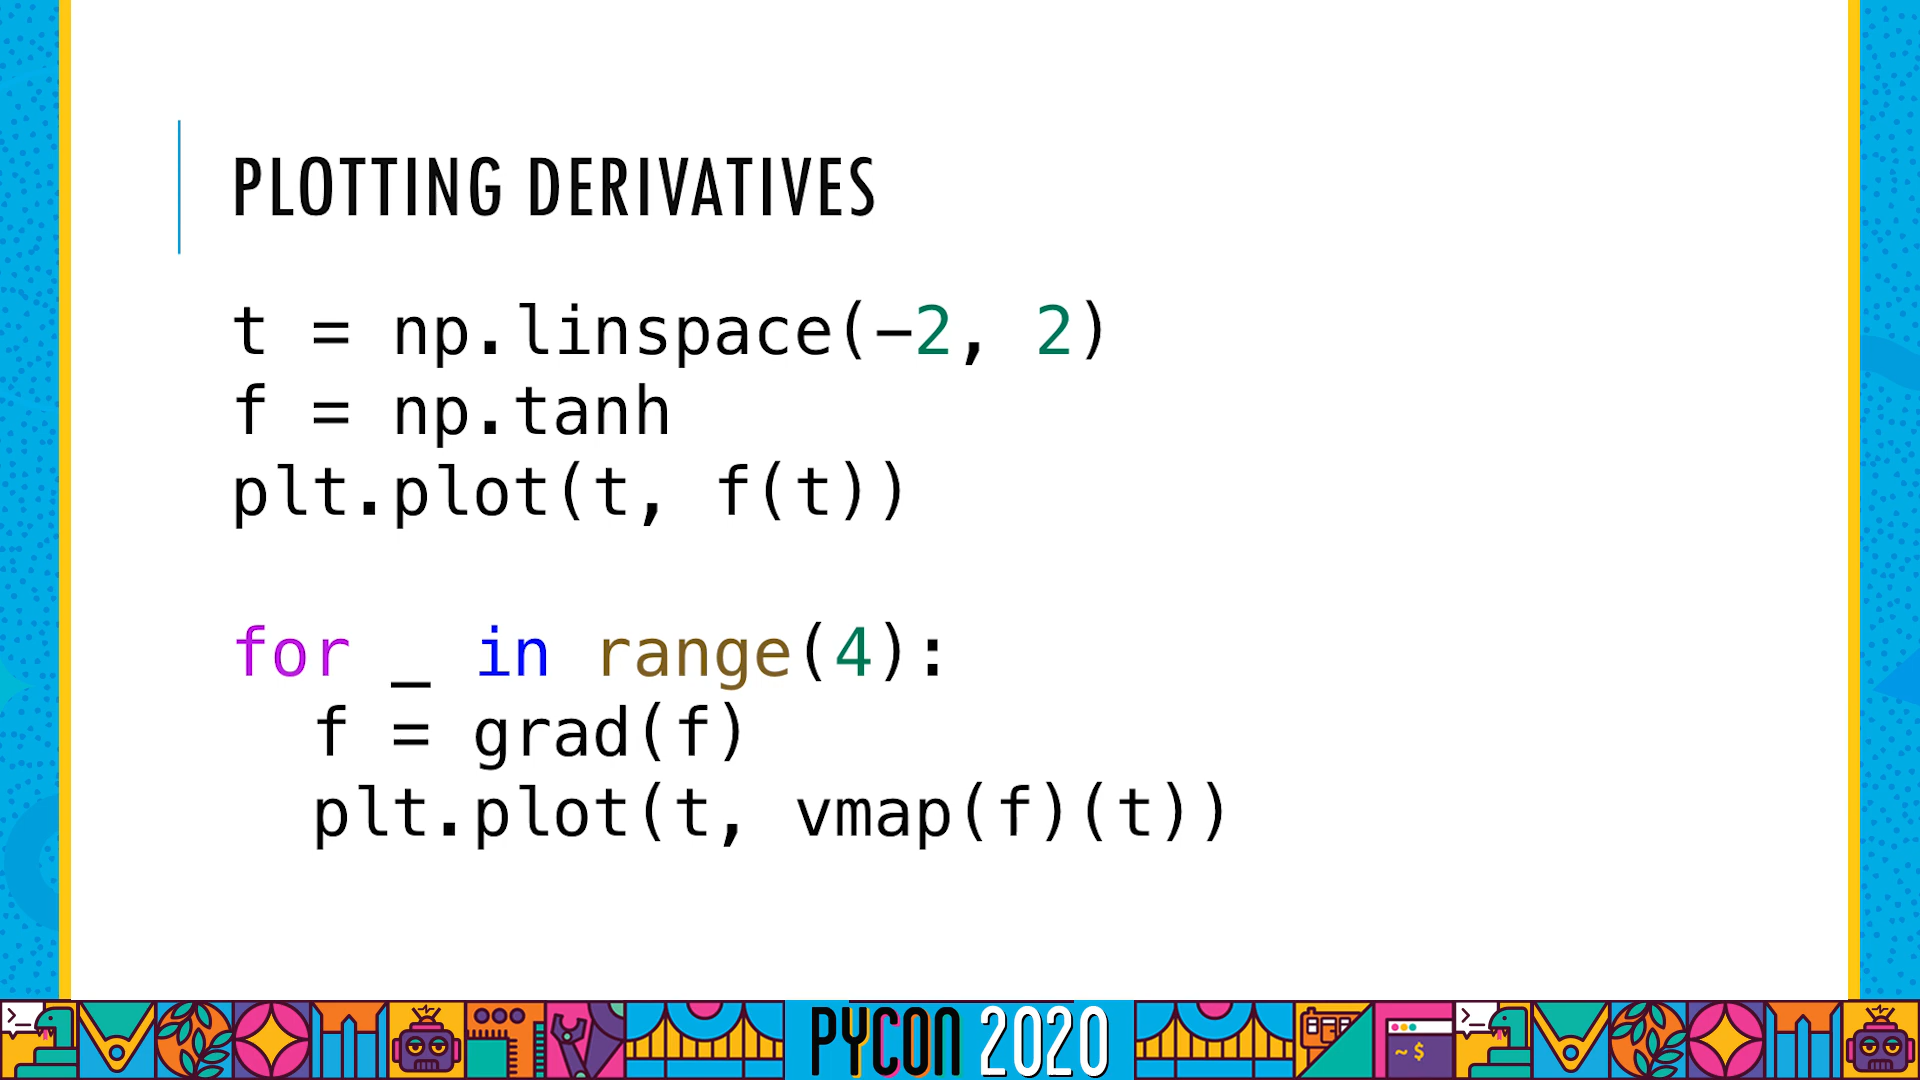 PLOTTING DERIVATIVES
t = np.linspace(-2, 2)
f = np.tanh
plt.plot(t, f(t))
for _ in range(4):
  f = grad(f)
  plt.plot(t, vmap(f)(t))
PYCON 2020
~$